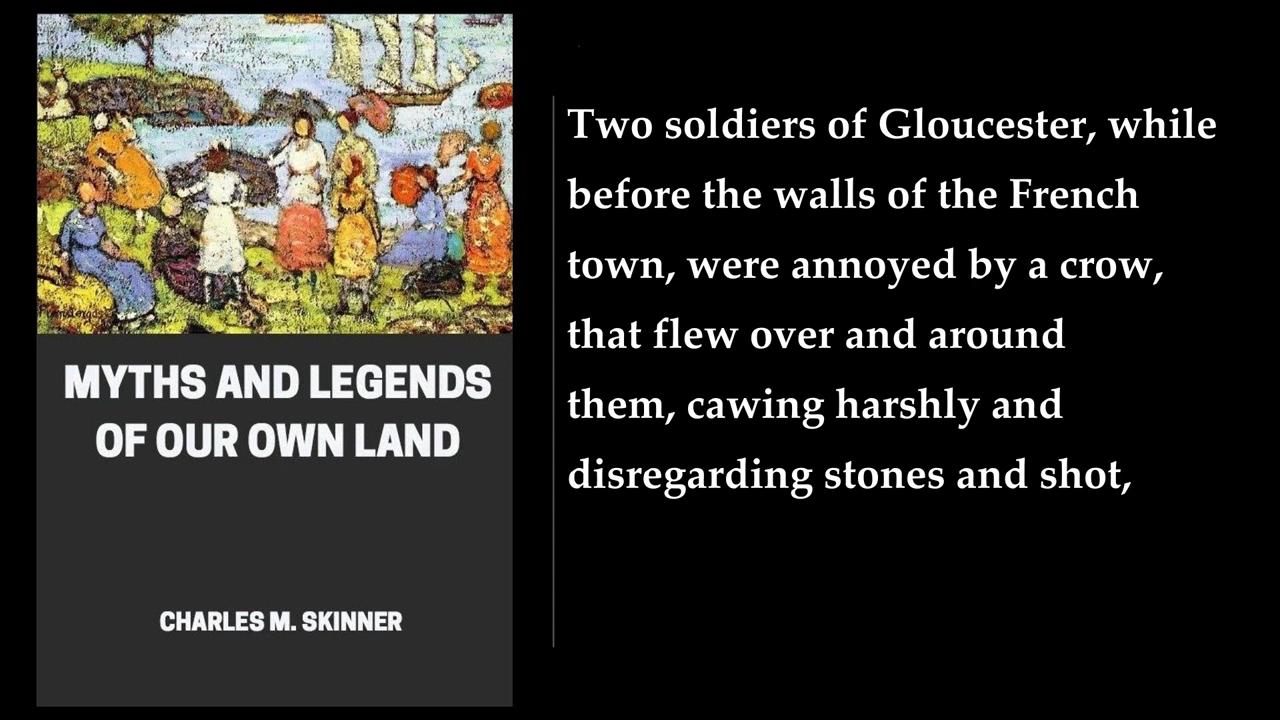 MYTHS AND LEGENDS
OF OUR OWN LAND
CHARLES M. SKINNER
Two soldiers of Gloucester, while
before the walls of the French
town, were annoyed by a crow,
that flew over and around
them, cawing harshly and
disregarding stones and shot,